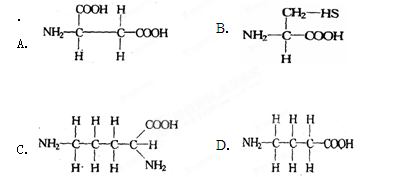 .
A.
COOH H
NH₂—C—C—COOH
H H
B.
CH₂—HS
NH₂—C—COOH
H
C.
H H H COOH
NH₂—C—C—C—C—H
H H H NH₂
D.
H H H
NH₂—C—C—C—COOH
H H H